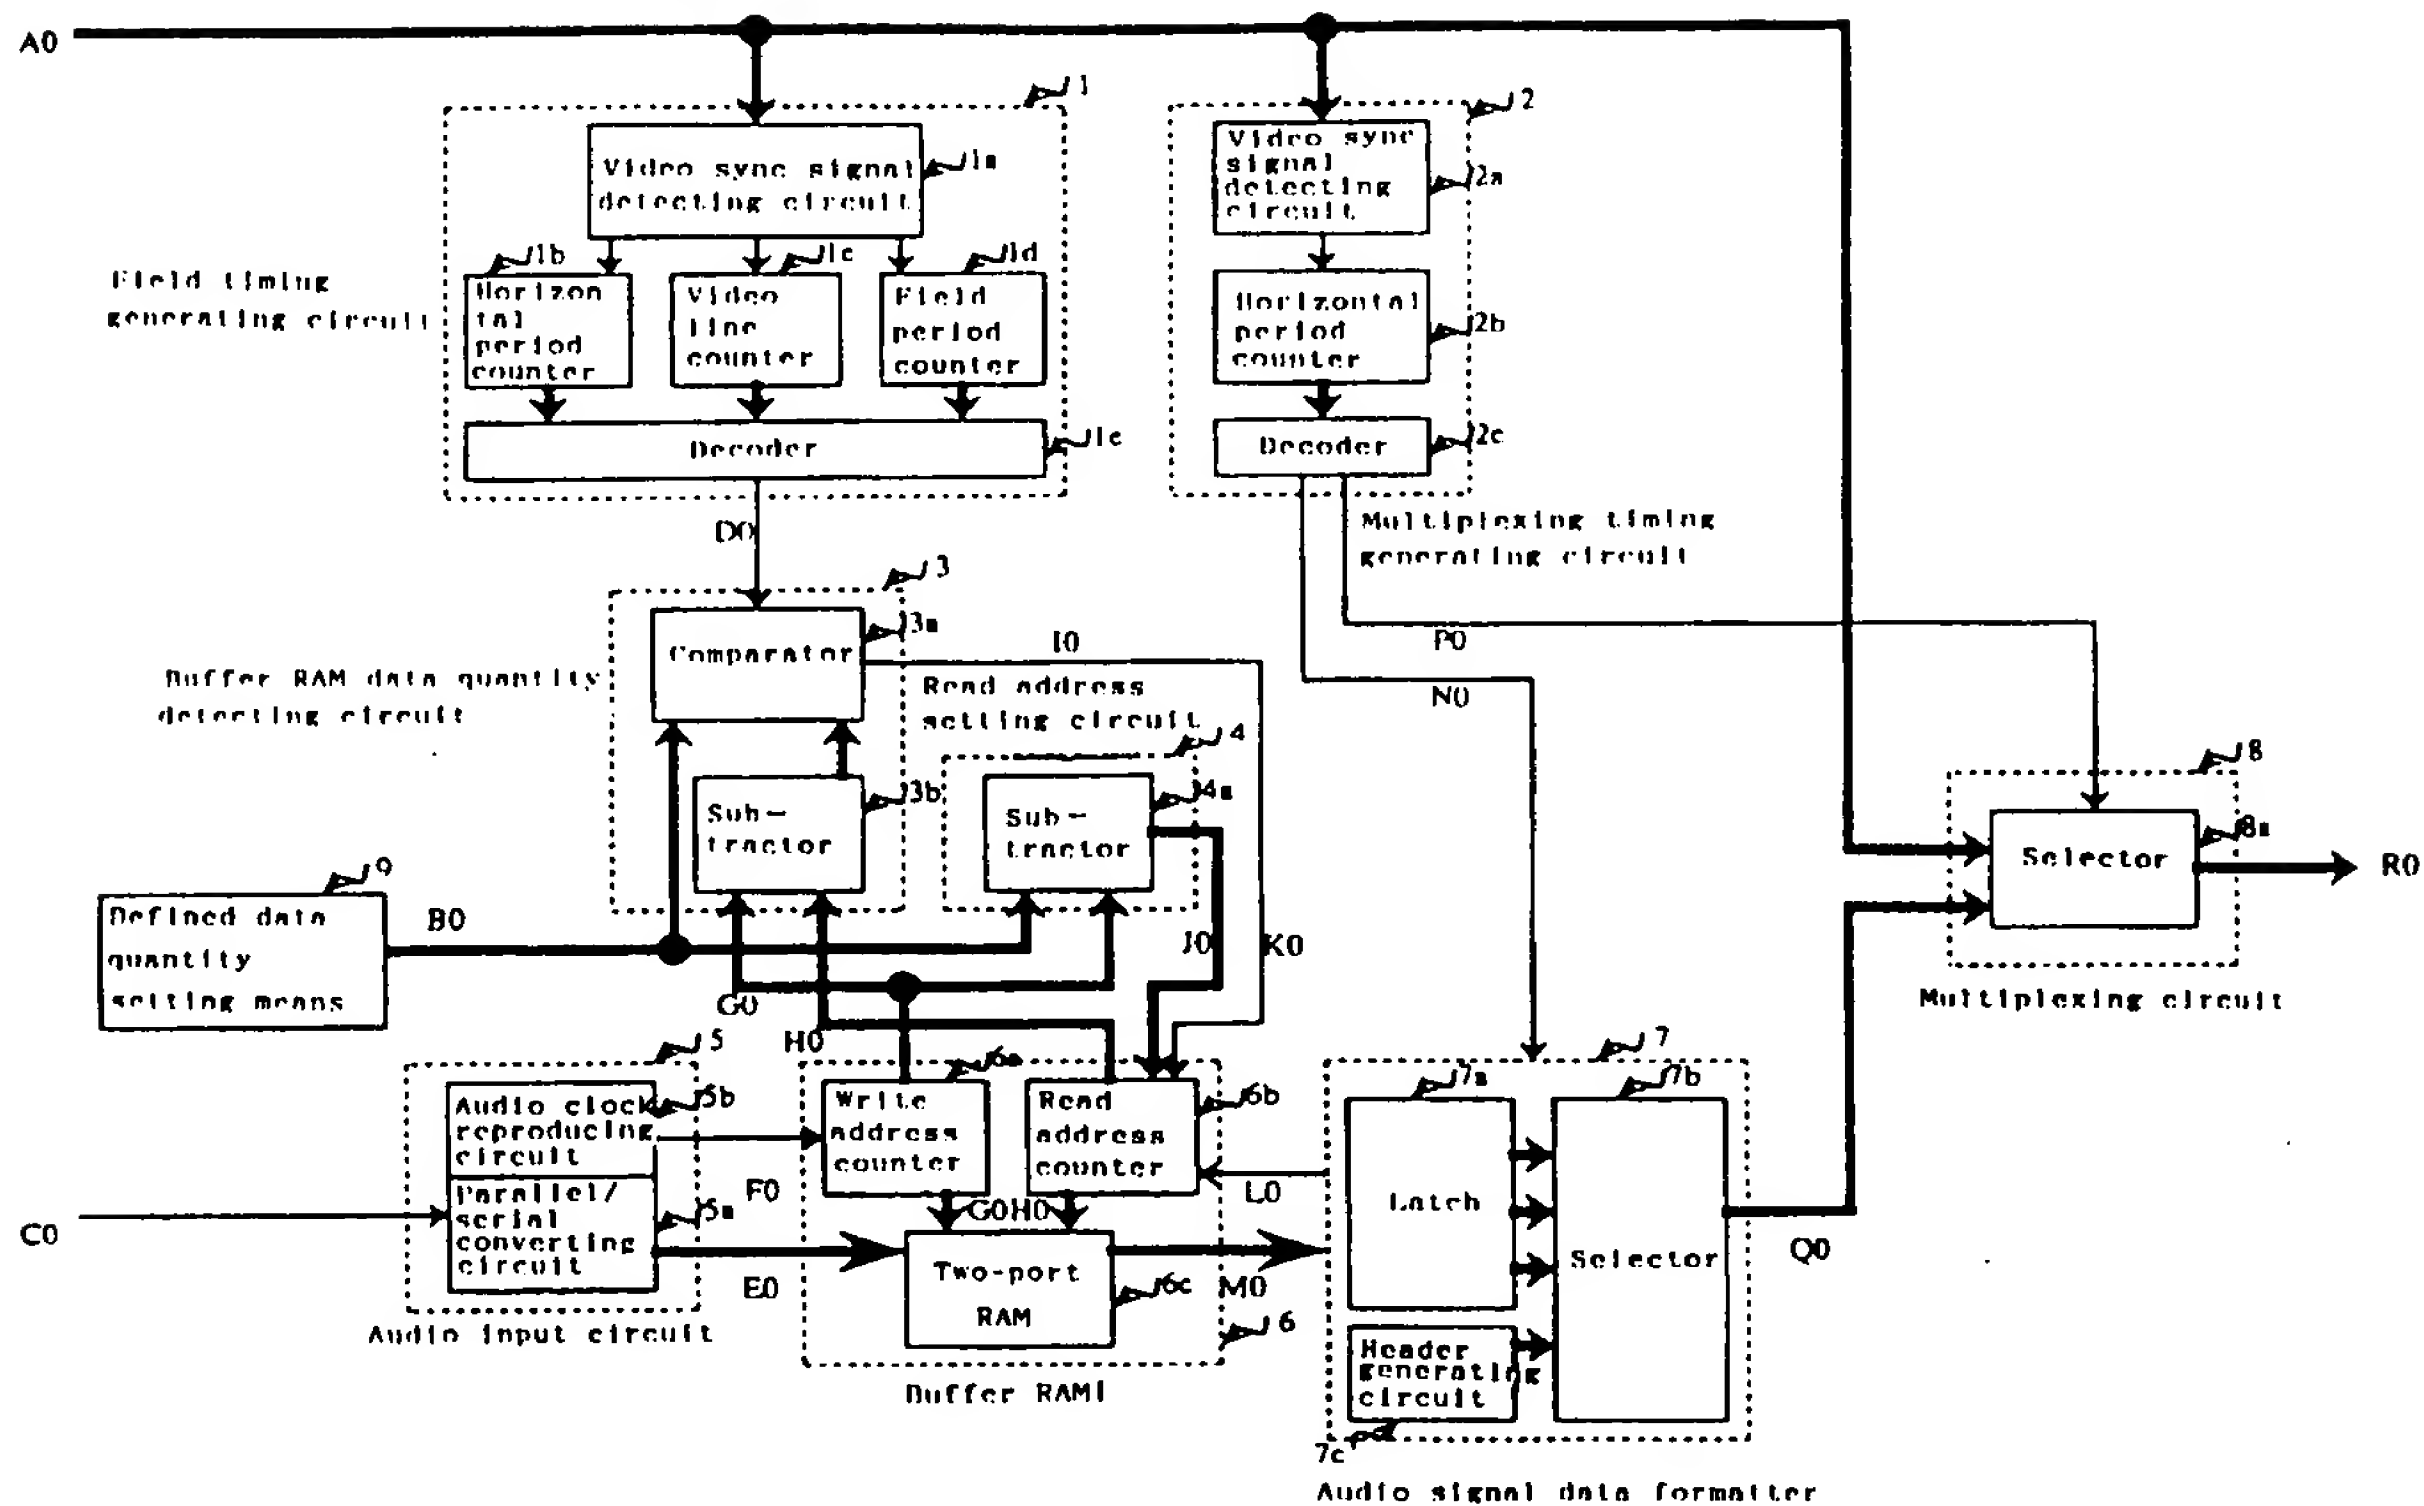 A0
1
2
Video sync signal
detecting circuit
1a
Video sync
signal
detecting
circuit
2a
Field timing
generating circuit
1b
1c
1d
Horizon
tal
period
counter
Video
line
counter
Field
period
counter
Horizontal
period
counter
2b
Decoder
1e
Decoder
2c
D0
Multiplexing timing
generating circuit
3
Comparator
3a
I0
P0
N0
Buffer RAM data quantity
detecting circuit
Read address
setting circuit
4
8
Sub-
tractor
3b
Sub-
tractor
4a
Selector
8a
R0
9
Defined data
quantity
setting means
B0
J0
K0
G0
H0
Multiplexing circuit
5
6a
7
Audio clock
reproducing
circuit
5b
Write
address
counter
Read
address
counter
6b
7a
7b
F0
L0
C0
Parallel/
serial
converting
circuit
5a
G0
H0
Latch
Selector
Q0
E0
Two-port
RAM
6c
M0
6
Audio input circuit
Buffer RAM
Header
generating
circuit
7c
Audio signal data formatter